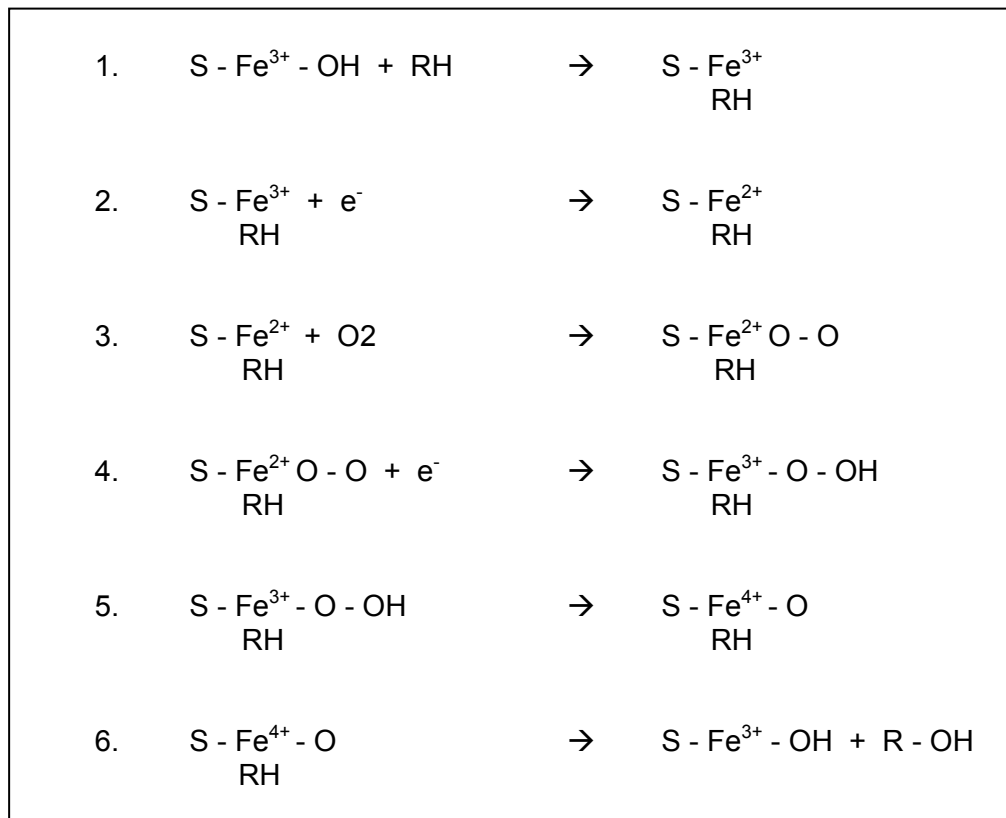 1. S - Fe³⁺ - OH + RH → S - Fe³⁺
RH
2. S - Fe³⁺ + e⁻ → S - Fe²⁺
RH RH
3. S - Fe²⁺ + O2 → S - Fe²⁺ O - O
RH RH
4. S - Fe²⁺ O - O + e⁻ → S - Fe³⁺ - O - OH
RH RH
5. S - Fe³⁺ - O - OH → S - Fe⁴⁺ - O
RH RH
6. S - Fe⁴⁺ - O → S - Fe³⁺ - OH + R - OH
RH